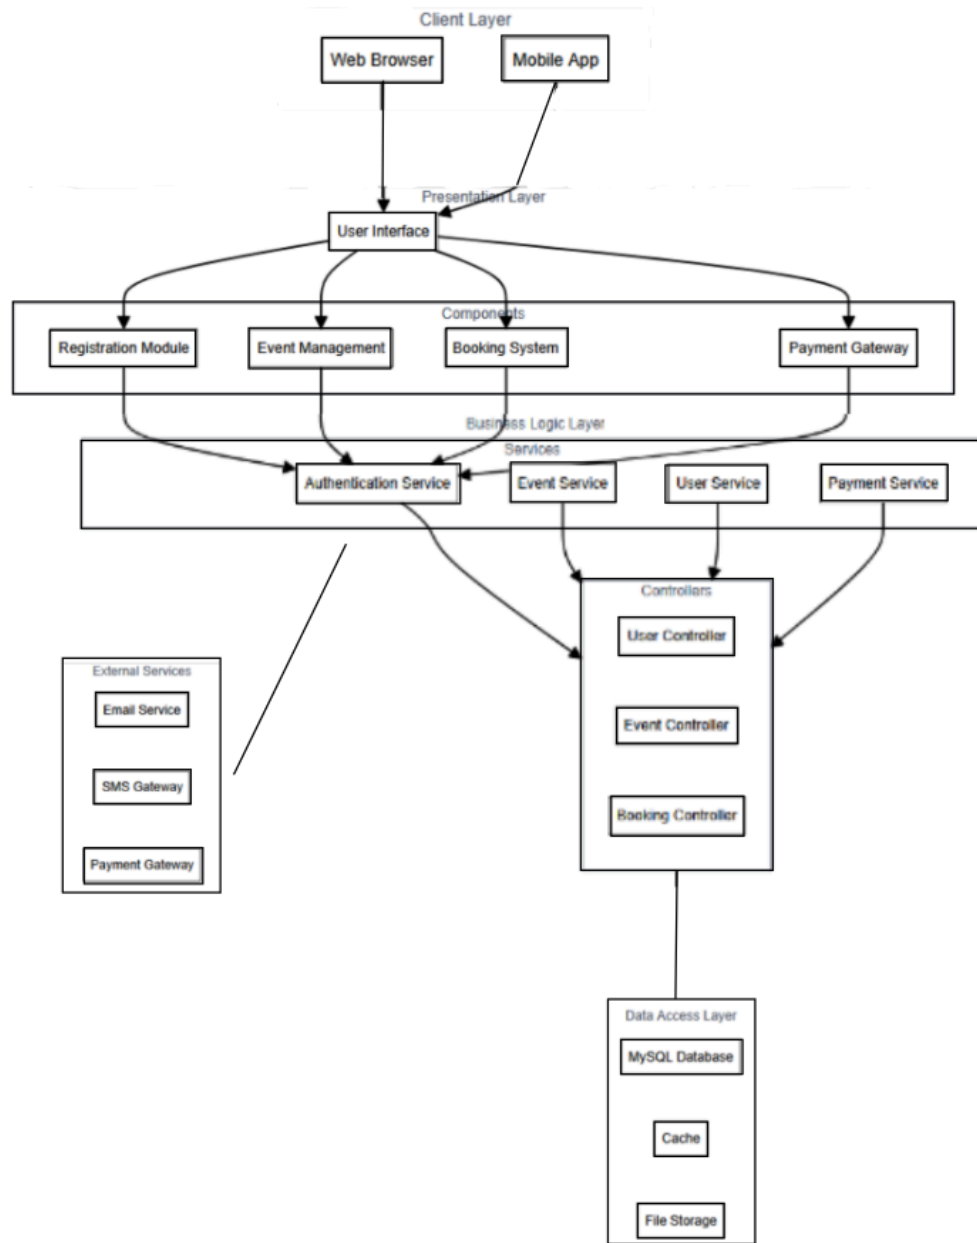 Client Layer
Web Browser
Mobile App
Presentation Layer
User Interface
Components
Registration Module
Event Management
Booking System
Payment Gateway
Business Logic Layer
Services
Authentication Service
Event Service
User Service
Payment Service
Controllers
User Controller
Event Controller
Booking Controller
External Services
Email Service
SMS Gateway
Payment Gateway
Data Access Layer
MySQL Database
Cache
File Storage